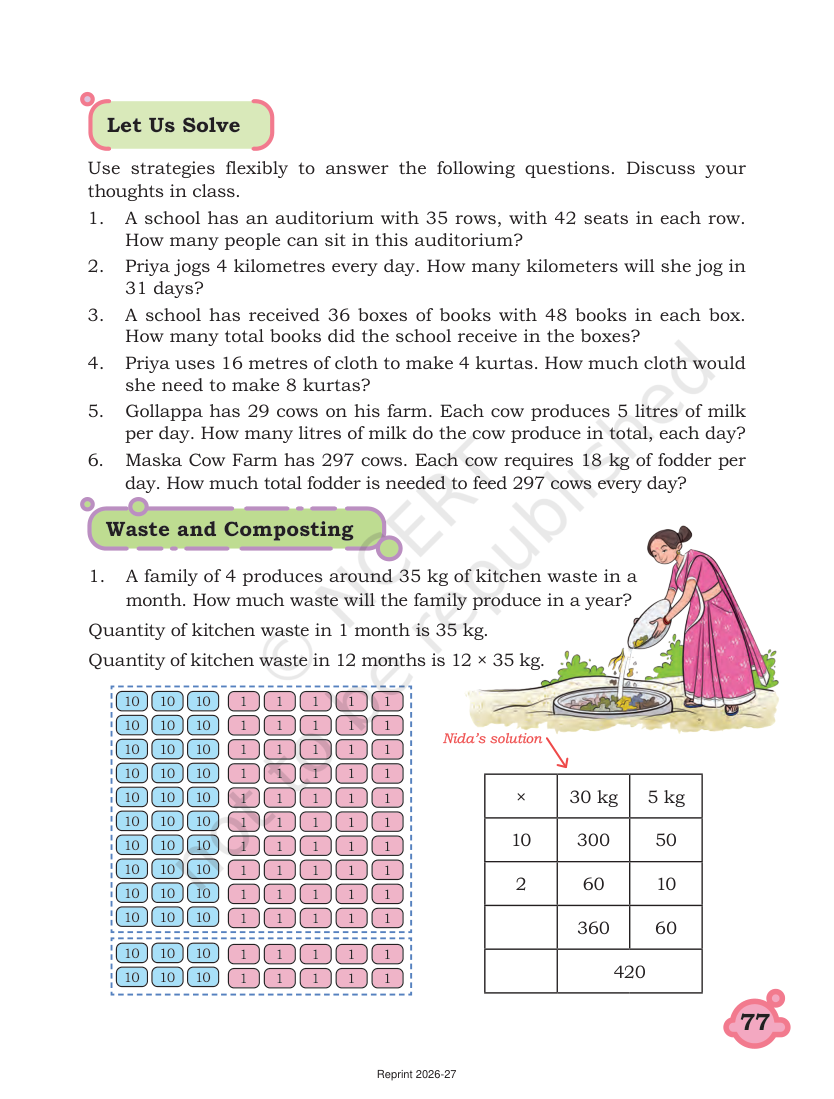 Let Us Solve
Use strategies flexibly to answer the following questions. Discuss your
thoughts in class.
1. A school has an auditorium with 35 rows, with 42 seats in each row.
How many people can sit in this auditorium?
2. Priya jogs 4 kilometres every day. How many kilometers will she jog in
31 days?
3. A school has received 36 boxes of books with 48 books in each box.
How many total books did the school receive in the boxes?
4. Priya uses 16 metres of cloth to make 4 kurtas. How much cloth would
she need to make 8 kurtas?
5. Gollappa has 29 cows on his farm. Each cow produces 5 litres of milk
per day. How many litres of milk do the cow produce in total, each day?
6. Maska Cow Farm has 297 cows. Each cow requires 18 kg of fodder per
day. How much total fodder is needed to feed 297 cows every day?
Waste and Composting
1. A family of 4 produces around 35 kg of kitchen waste in a
month. How much waste will the family produce in a year?
Quantity of kitchen waste in 1 month is 35 kg.
Quantity of kitchen waste in 12 months is 12 × 35 kg.
10 10 10 1 1 1 1 1
10 10 10 1 1 1 1 1
10 10 10 1 1 1 1 1
10 10 10 1 1 1 1 1
10 10 10 1 1 1 1 1
10 10 10 1 1 1 1 1
10 10 10 1 1 1 1 1
10 10 10 1 1 1 1 1
10 10 10 1 1 1 1 1
10 10 10 1 1 1 1 1
10 10 10 1 1 1 1 1
10 10 10 1 1 1 1 1
Nida's solution
× 30 kg 5 kg
10 300 50
2 60 10
360 60
420
77
Reprint 2026-27
© NCERT
not to be republished